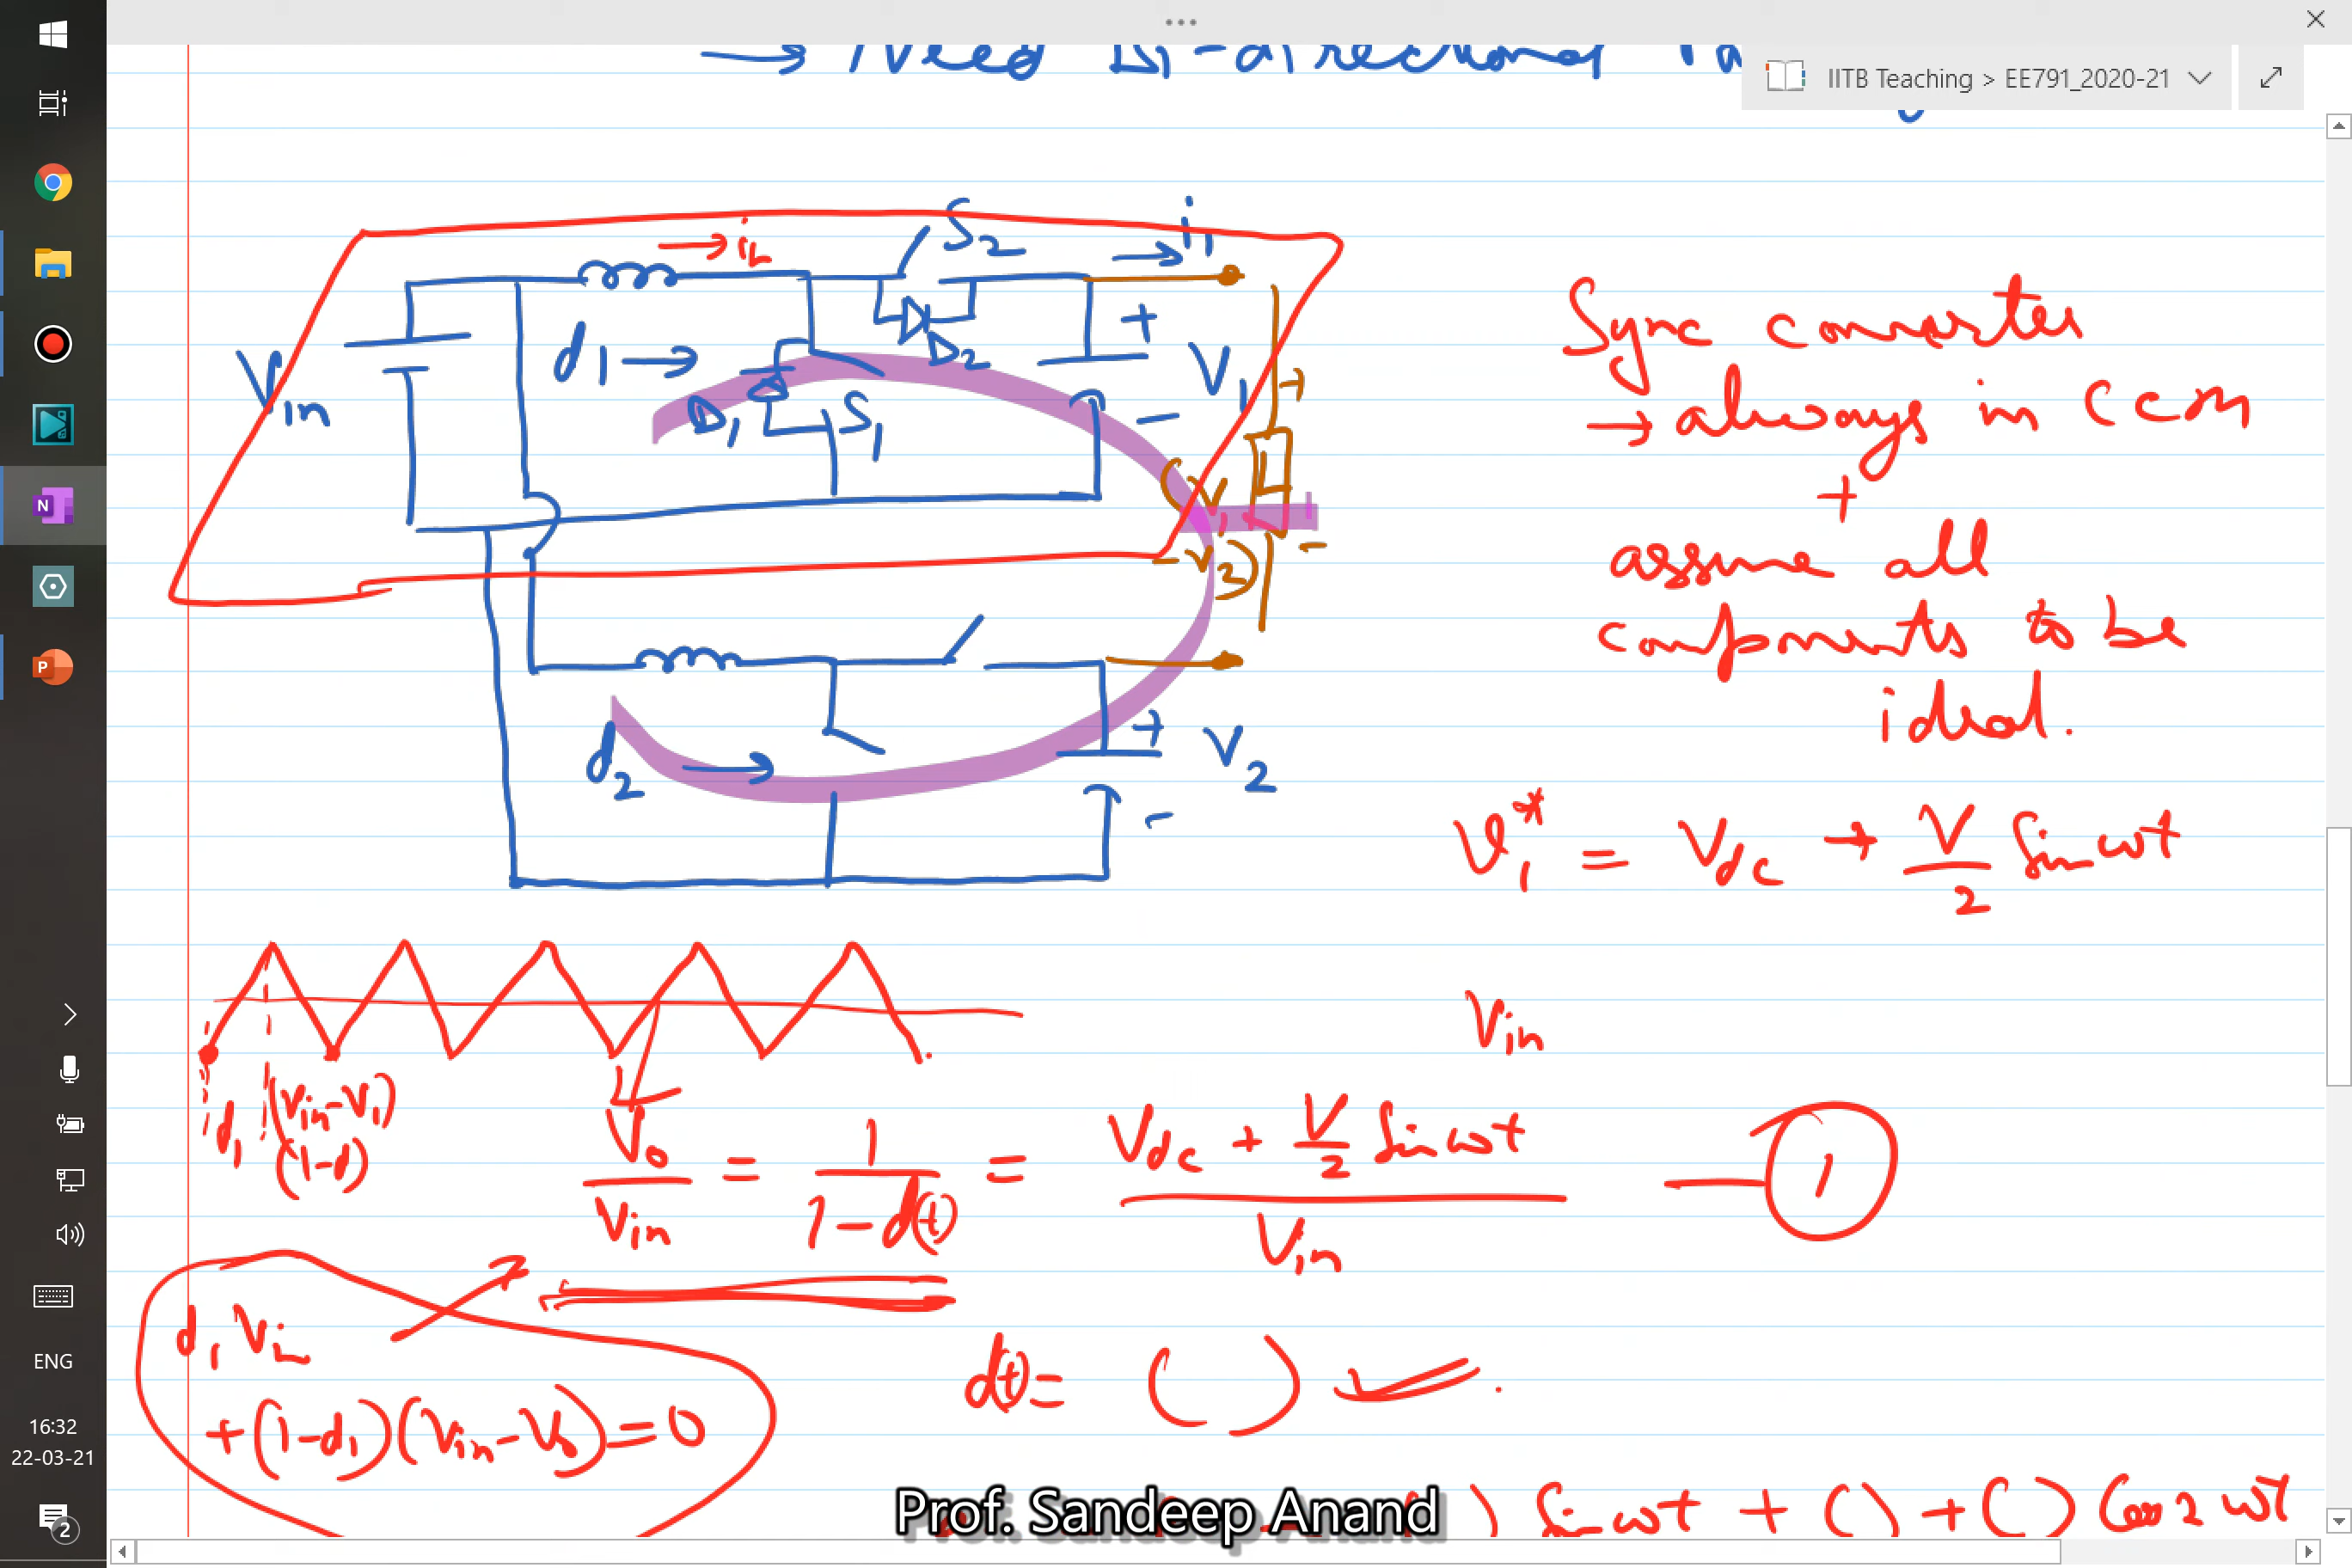 → Need Bi-directional
IITB Teaching > EE791_2020-21
→ iL
S2
→ i1
Vin
d1 →
D2
+
V1
-
D1
S1
+
(V1
- V2)
-
d2 →
+
V2
-
Sync converter
→ always in CCM
+
assume all
components to be
ideal.
v1* = Vdc + V/2 Sin ωt
Vin
d1
(Vin-V1)
(1-d)
Vo/Vin = 1/(1-d(t)) = (Vdc + V/2 Sin ωt)/Vin — 1
d1 Vin
+(1-d1)(Vin-Vo)=0
d(t)= ( )
) Sin ωt + () + () Cos 2 ωt
Prof. Sandeep Anand
ENG
16:32
22-03-21
2
N
P